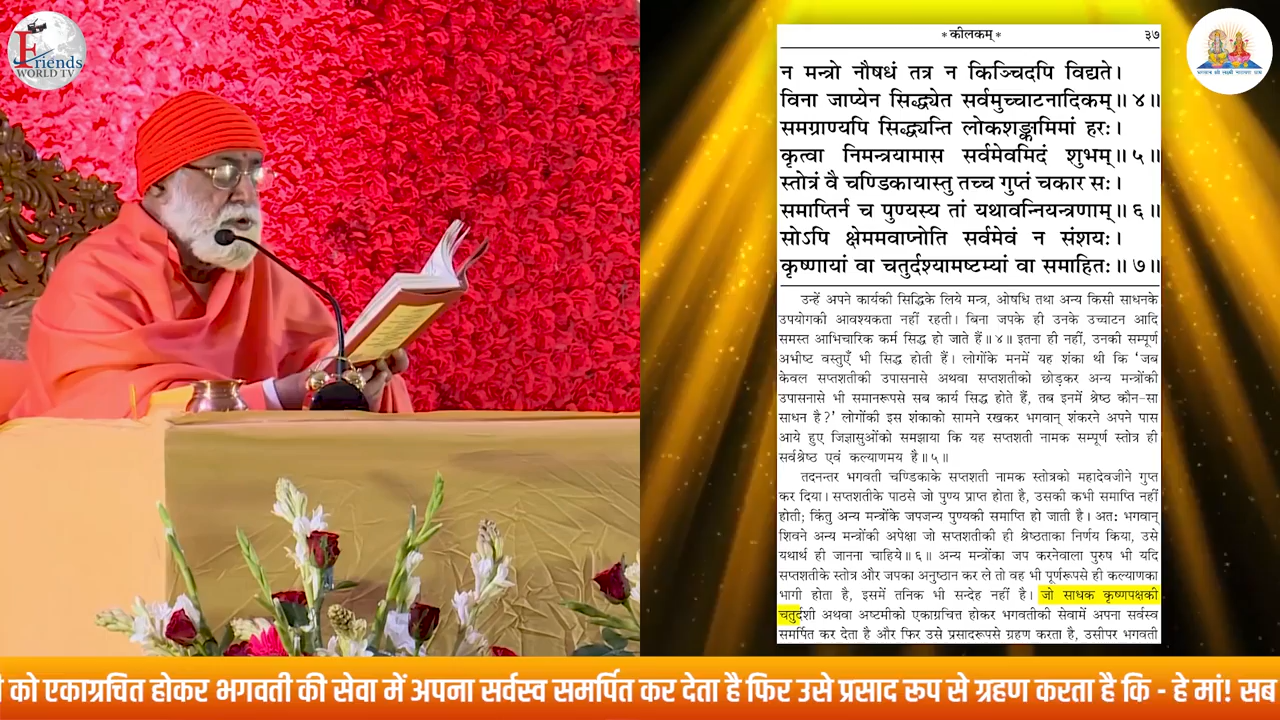 Friends
WORLD TV
* कीलकम् *
३७
न मन्त्रो नौषधं तत्र न किञ्चिदपि विद्यते।
विना जाप्येन सिद्ध्येत सर्वमुच्चाटनादिकम्॥ ४॥
समग्राण्यपि सिद्ध्यन्ति लोकशङ्कामिमां हरः।
कृत्वा निमन्त्रयामास सर्वमेवमिदं शुभम्॥ ५॥
स्तोत्रं वै चण्डिकायास्तु तच्च गुप्तं चकार सः।
समाप्तिर्न च पुण्यस्य तां यथावन्नियन्त्रणाम्॥ ६॥
सोऽपि क्षेममवाप्नोति सर्वमेवं न संशयः।
कृष्णायां वा चतुर्दश्यामष्टम्यां वा समाहितः॥ ७॥
उन्हें अपने कार्यकी सिद्धिके लिये मन्त्र, ओषधि तथा अन्य किसी साधनके
उपयोगकी आवश्यकता नहीं रहती। बिना जपके ही उनके उच्चाटन आदि
समस्त आभिचारिक कर्म सिद्ध हो जाते हैं॥ ४॥ इतना ही नहीं, उनकी सम्पूर्ण
अभीष्ट वस्तुएँ भी सिद्ध होती हैं। लोगोंके मनमें यह शंका थी कि 'जब
केवल सप्तशतीकी उपासनासे अथवा सप्तशतीको छोड़कर अन्य मन्त्रोंकी
उपासनासे भी समानरूपसे सब कार्य सिद्ध होते हैं, तब इनमें श्रेष्ठ कौन-सा
साधन है?' लोगोंकी इस शंकाको सामने रखकर भगवान् शंकरने अपने पास
आये हुए जिज्ञासुओंको समझाया कि यह सप्तशती नामक सम्पूर्ण स्तोत्र ही
सर्वश्रेष्ठ एवं कल्याणमय है॥ ५॥
तदनन्तर भगवती चण्डिकाके सप्तशती नामक स्तोत्रको महादेवजीने गुप्त
कर दिया। सप्तशतीके पाठसे जो पुण्य प्राप्त होता है, उसकी कभी समाप्ति नहीं
होती; किंतु अन्य मन्त्रोंके जपजन्य पुण्यकी समाप्ति हो जाती है। अतः भगवान्
शिवने अन्य मन्त्रोंकी अपेक्षा जो सप्तशतीकी ही श्रेष्ठताका निर्णय किया, उसे
यथार्थ ही जानना चाहिये॥ ६॥ अन्य मन्त्रोंका जप करनेवाला पुरुष भी यदि
सप्तशतीके स्तोत्र और जपका अनुष्ठान कर ले तो वह भी पूर्णरूपसे ही कल्याणका
भागी होता है, इसमें तनिक भी सन्देह नहीं है। जो साधक कृष्णपक्षकी
चतुर्दशी अथवा अष्टमीको एकाग्रचित्त होकर भगवतीकी सेवामें अपना सर्वस्व
समर्पित कर देता है और फिर उसे प्रसादरूपसे ग्रहण करता है, उसीपर भगवती
को एकाग्रचित होकर भगवती की सेवा में अपना सर्वस्व समर्पित कर देता है फिर उसे प्रसाद रूप से ग्रहण करता है कि - हे मां! सब